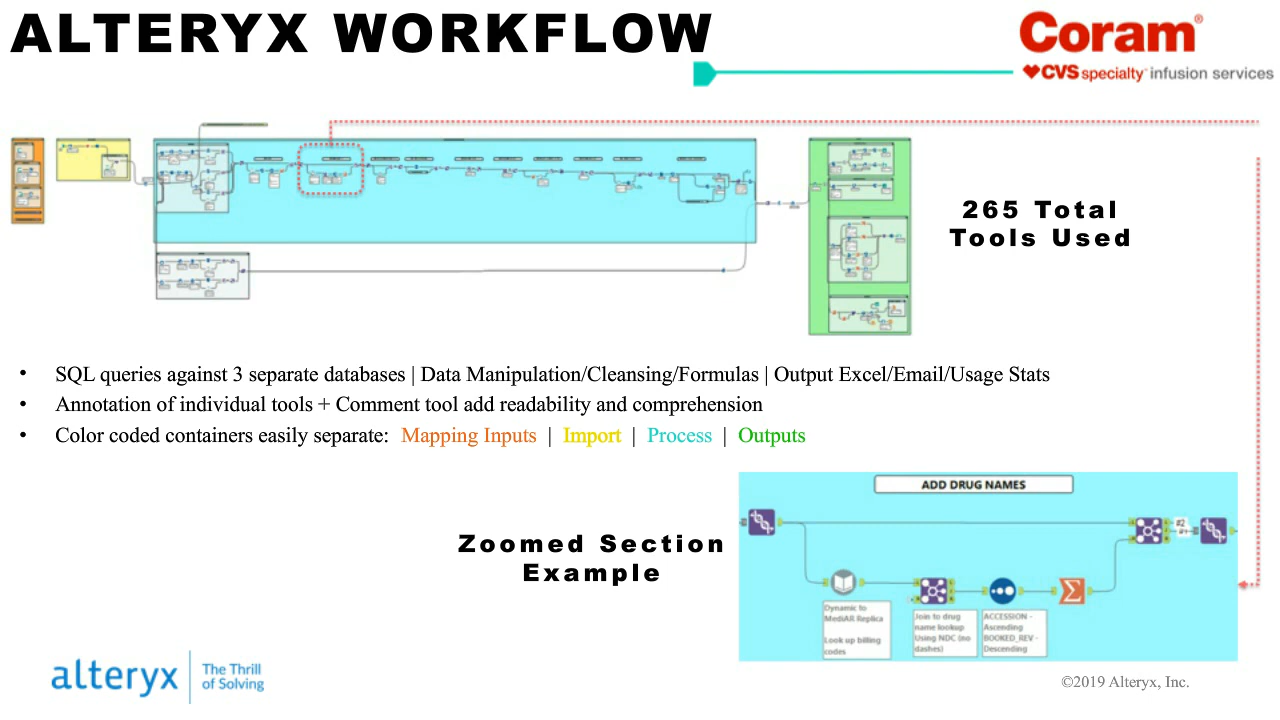 ALTERYX WORKFLOW
Coram®
CVS specialty™ infusion services
265 Total
Tools Used
• SQL queries against 3 separate databases | Data Manipulation/Cleansing/Formulas | Output Excel/Email/Usage Stats
• Annotation of individual tools + Comment tool add readability and comprehension
• Color coded containers easily separate: Mapping Inputs | Import | Process | Outputs
Zoomed Section
Example
ADD DRUG NAMES
#2
Dynamic to
MediAR Replica
Look up billing
codes
Join to drug
name lookup
Using NDC (no
dashes)
ACCESSION -
Ascending
BOOKED_REV -
Descending
alteryx
The Thrill
of Solving
©2019 Alteryx, Inc.